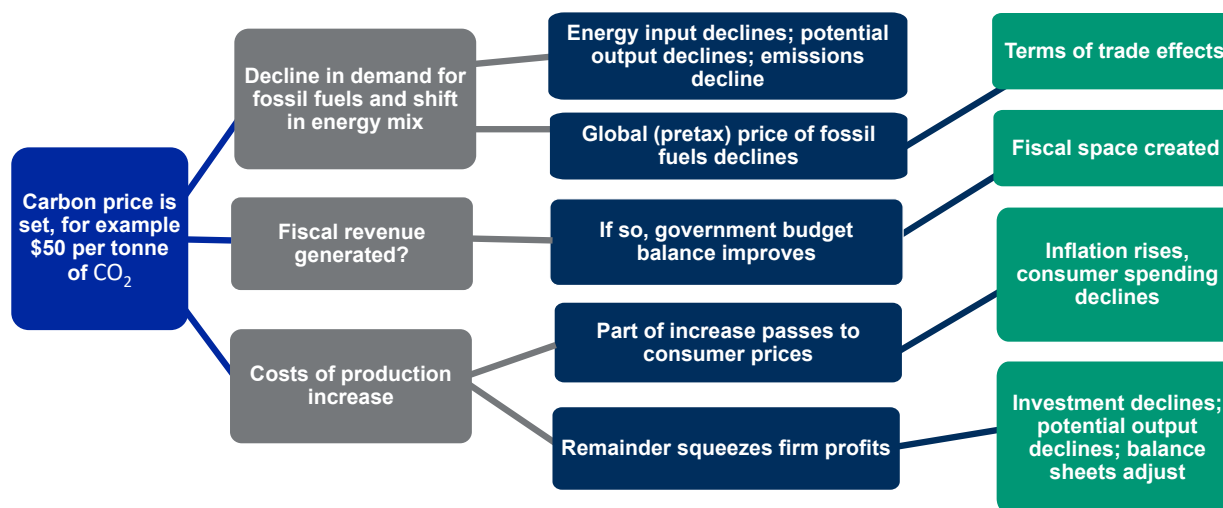 Carbon price is
set, for example
$50 per tonne
of CO₂
Decline in demand for
fossil fuels and shift
in energy mix
Fiscal revenue
generated?
Costs of production
increase
Energy input declines; potential
output declines; emissions
decline
Global (pretax) price of fossil
fuels declines
If so, government budget
balance improves
Part of increase passes to
consumer prices
Remainder squeezes firm profits
Terms of trade effects
Fiscal space created
Inflation rises,
consumer spending
declines
Investment declines;
potential output
declines; balance
sheets adjust